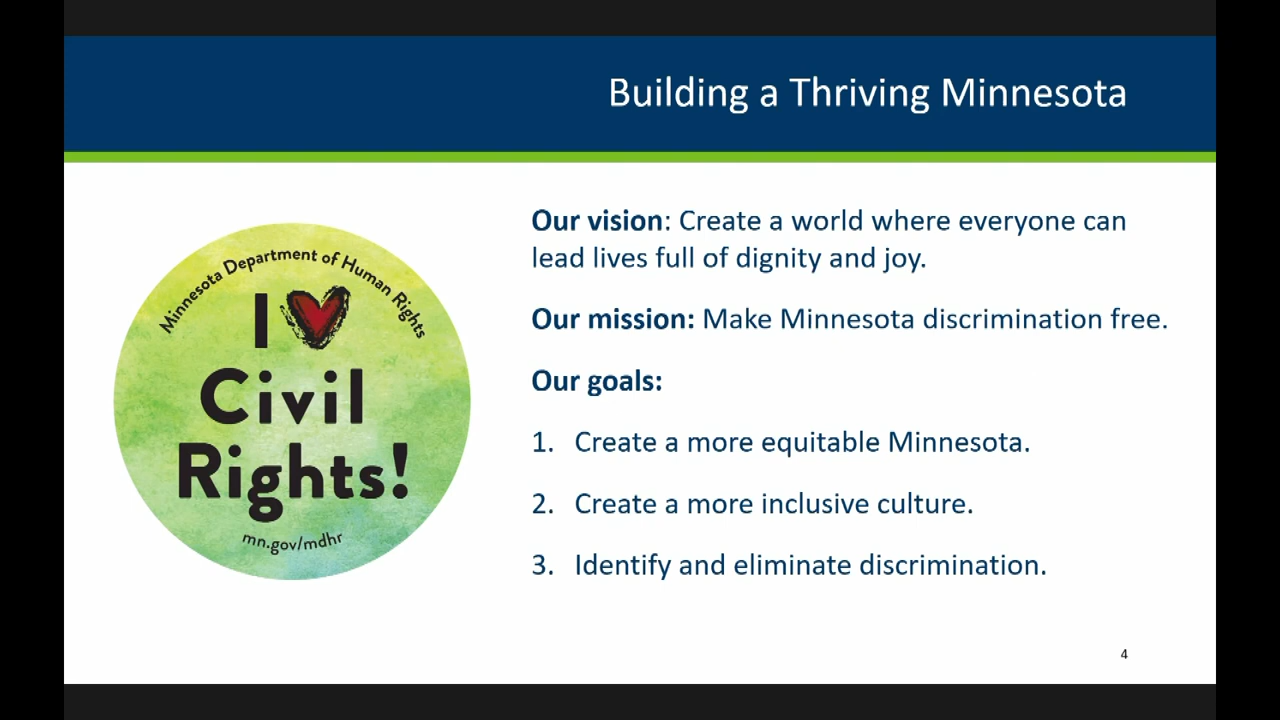 Building a Thriving Minnesota
Minnesota Department of Human Rights
I
Civil
Rights!
mn.gov/mdhr
Our vision: Create a world where everyone can
lead lives full of dignity and joy.
Our mission: Make Minnesota discrimination free.
Our goals:
1. Create a more equitable Minnesota.
2. Create a more inclusive culture.
3. Identify and eliminate discrimination.
4